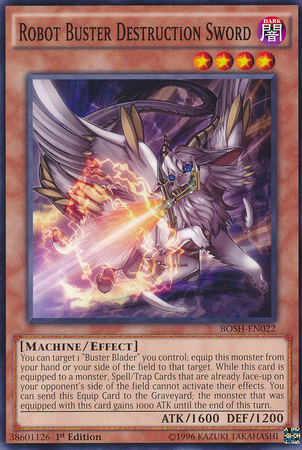 ROBOT BUSTER DESTRUCTION SWORD
DARK
闇
BOSH-EN022
[MACHINE/EFFECT]
You can target 1 "Buster Blader" you control; equip this monster from
your hand or your side of the field to that target. While this card is
equipped to a monster, Spell/Trap Cards that are already face-up on
your opponent's side of the field cannot activate their effects. You
can send this Equip Card to the Graveyard; the monster that was
equipped with this card gains 1000 ATK until the end of this turn.
ATK/1600 DEF/1200
38601126 1st Edition ©1996 KAZUKI TAKAHASHI